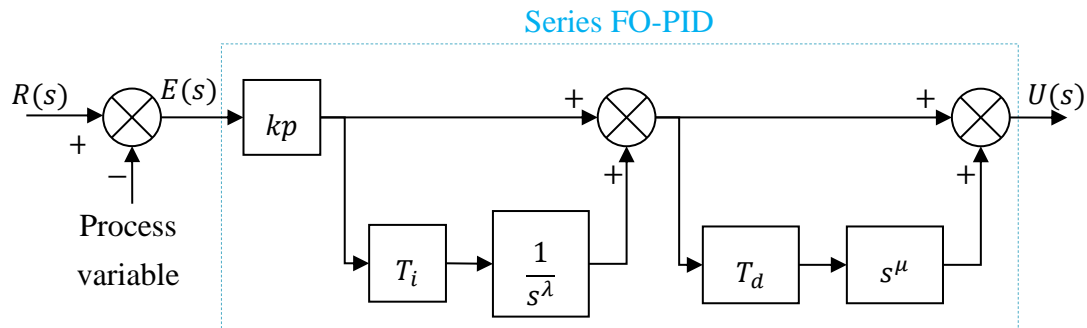 Series FO-PID
R(s)
+
−
Process
variable
E(s)
kp
T_i
1/s^λ
+
+
T_d
s^μ
+
+
U(s)